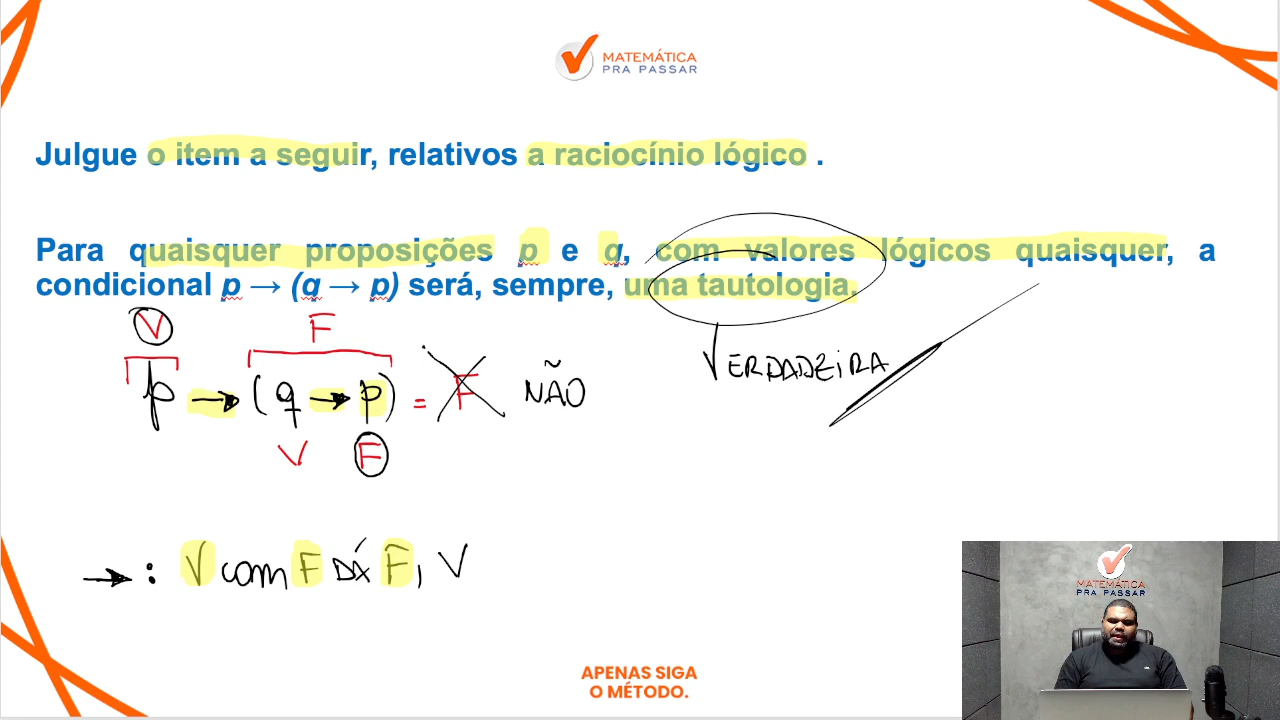 MATEMÁTICA
PRA PASSAR
Julgue o item a seguir, relativos a raciocínio lógico .
Para quaisquer proposições p e q, com valores lógicos quaisquer, a
condicional p → (q → p) será, sempre, uma tautologia.
V F
p → (q → p) = F NÃO
VERDADEIRA
V F
→ : V com F DÁ F, V
MATEMÁTICA
PRA PASSAR
APENAS SIGA
O MÉTODO.